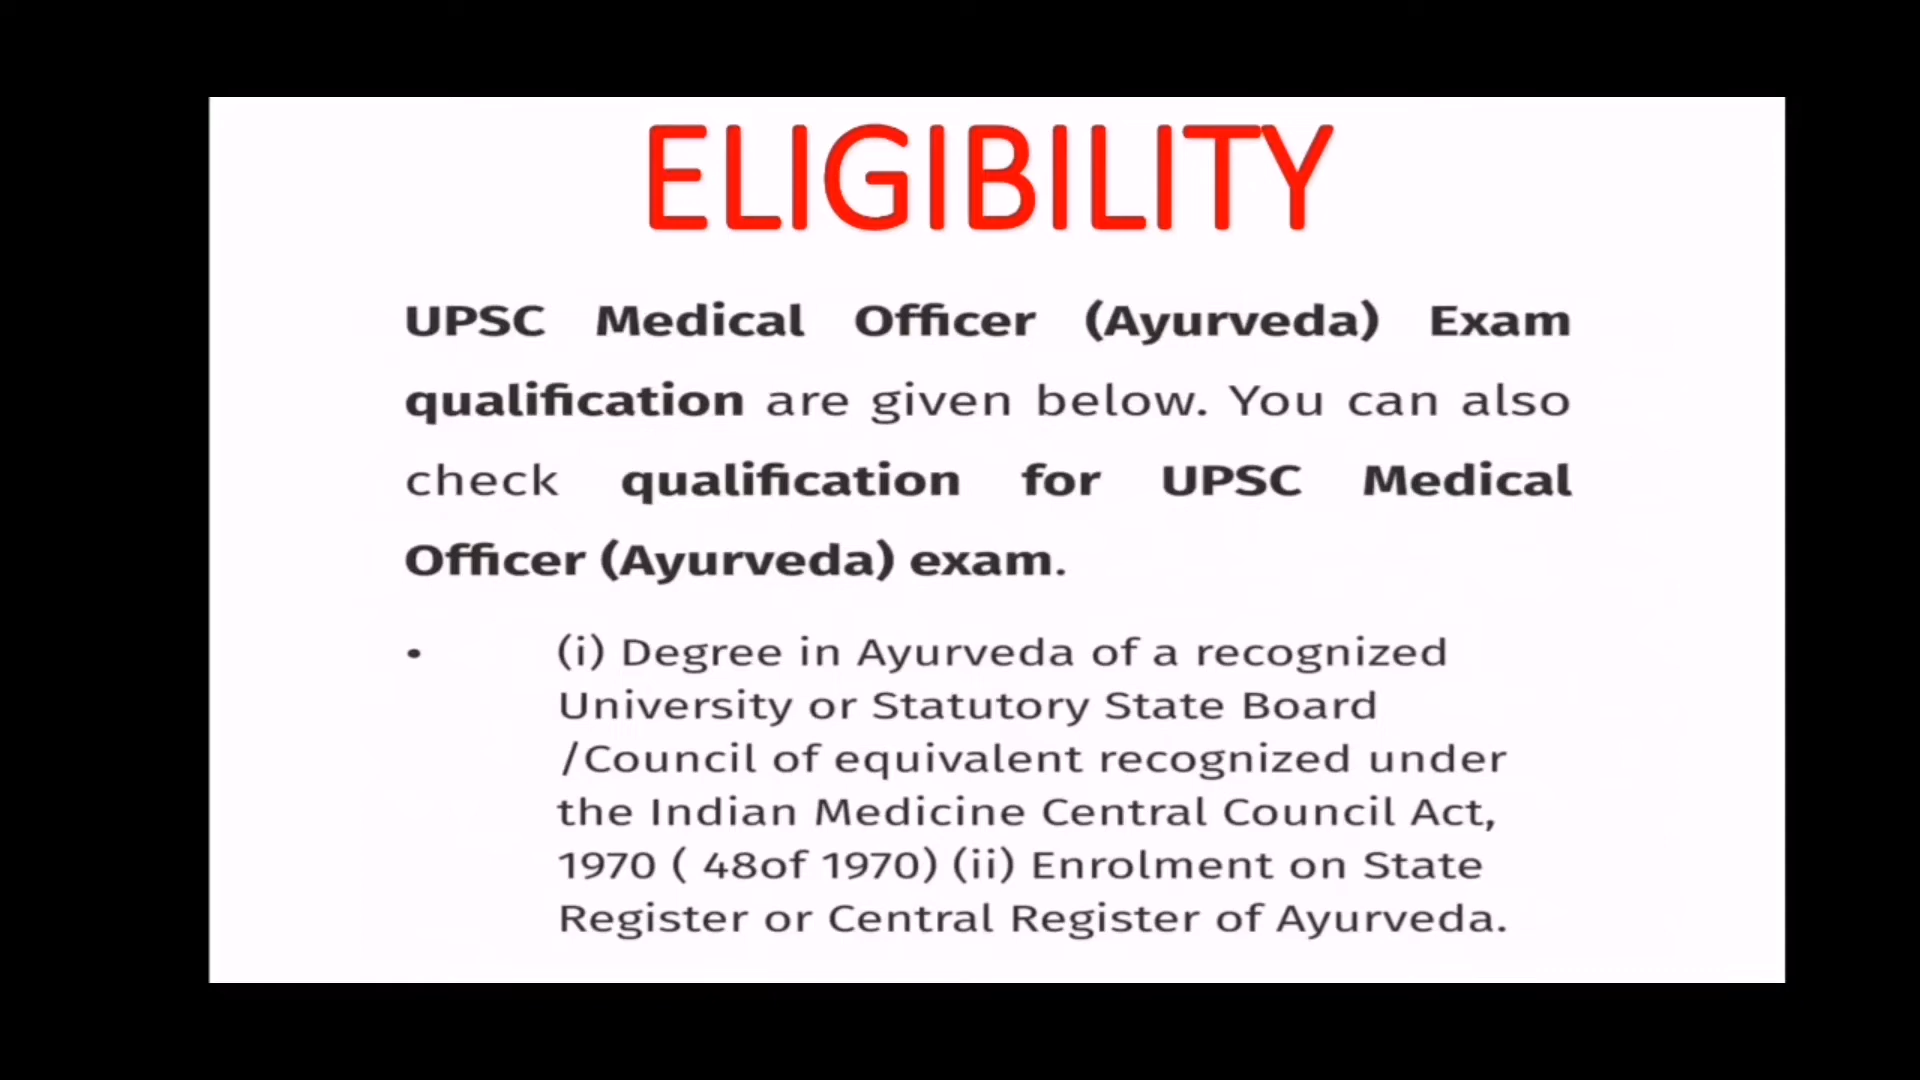 ELIGIBILITY
UPSC Medical Officer (Ayurveda) Exam
qualification are given below. You can also
check qualification for UPSC Medical
Officer (Ayurveda) exam.
• (i) Degree in Ayurveda of a recognized
University or Statutory State Board
/Council of equivalent recognized under
the Indian Medicine Central Council Act,
1970 ( 48of 1970) (ii) Enrolment on State
Register or Central Register of Ayurveda.